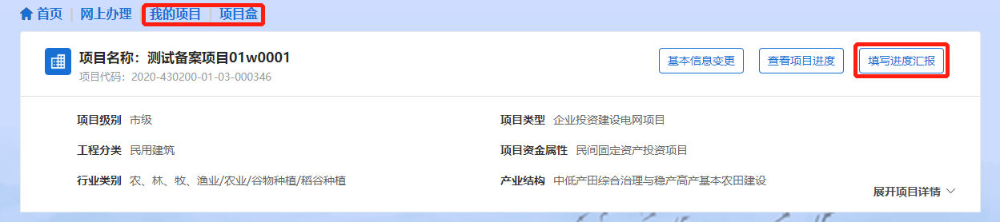 首页 | 网上办理 | 我的项目 | 项目盒
项目名称：测试备案项目01w0001
项目代码：2020-430200-01-03-000346
基本信息变更 查看项目进度 填写进度汇报
项目级别 市级 项目类型 企业投资建设电网项目
工程分类 民用建筑 项目资金属性 民间固定资产投资项目
行业类别 农、林、牧、渔业/农业/谷物种植/稻谷种植 产业结构 中低产田综合治理与稳产高产基本农田建设
展开项目详情